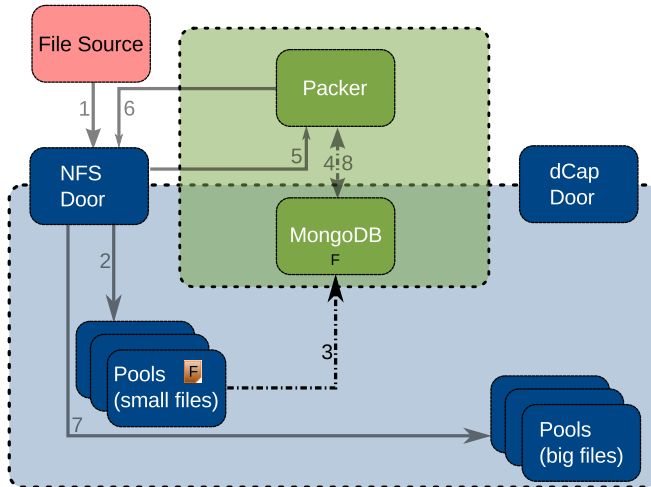 File Source
Packer
1
6
5
4
8
NFS
Door
dCap
Door
MongoDB
F
2
3
Pools
F
(small files)
7
Pools
(big files)